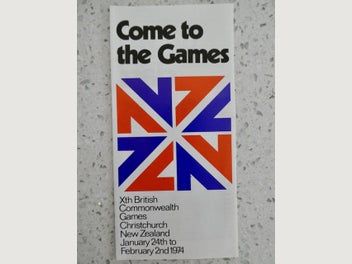 Come to
the Games
Xth British
Commonwealth
Games
Christchurch
New Zealand
January 24th to
February 2nd 1974